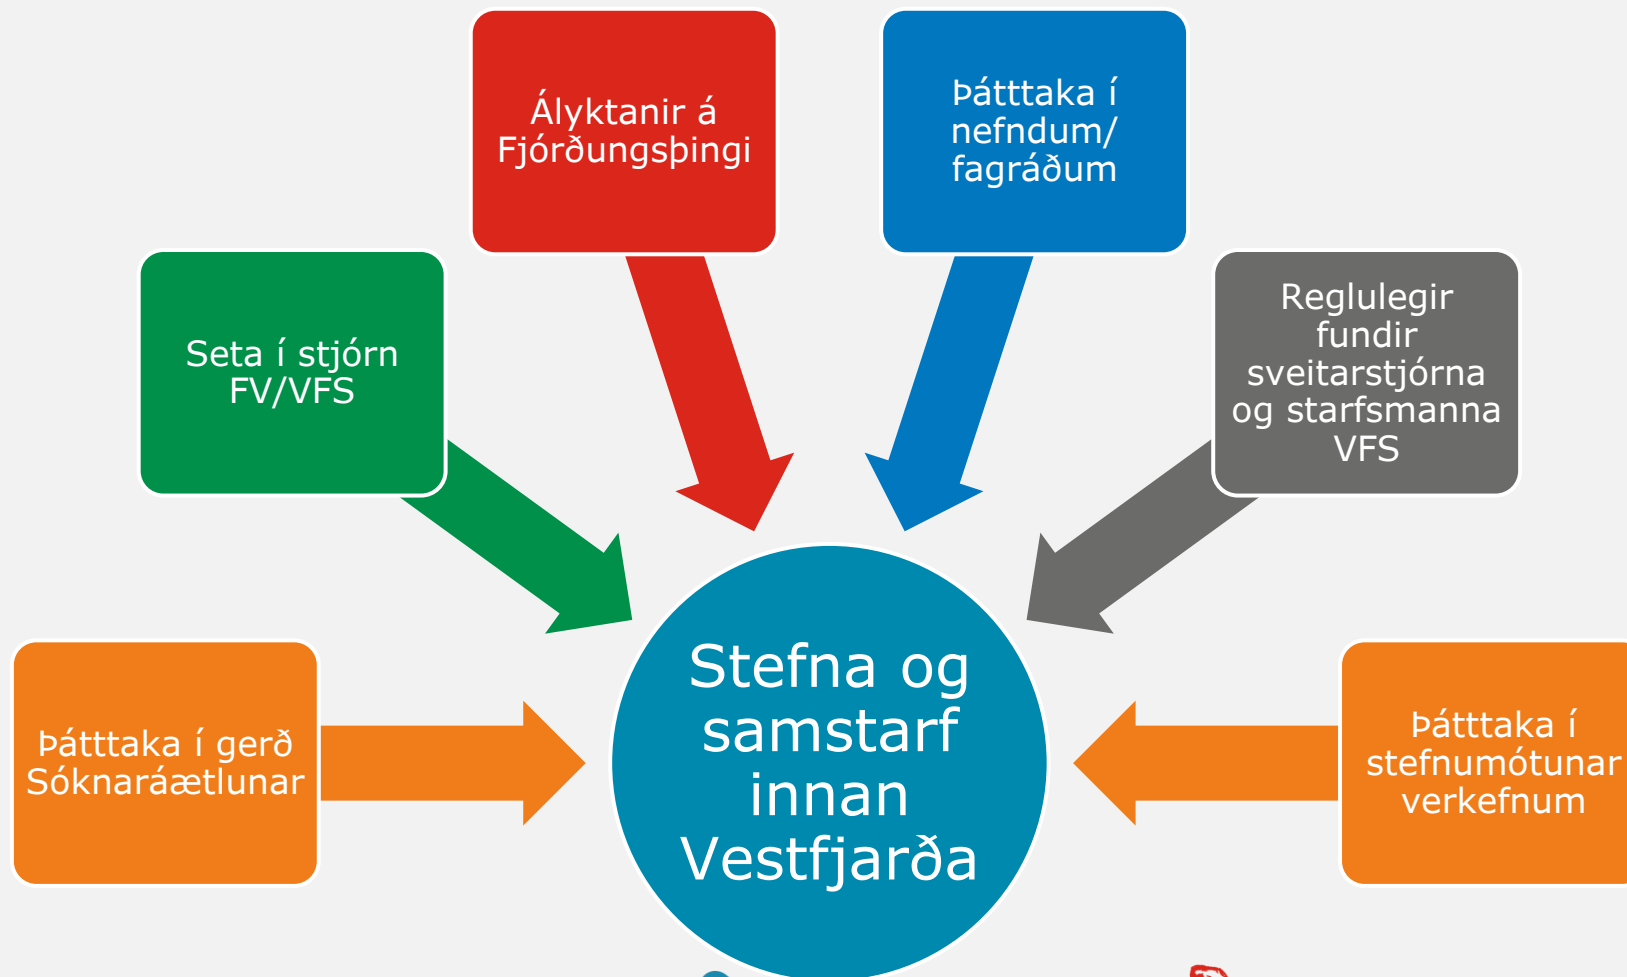 Ályktanir á
Fjórðungsþingi
Þátttaka í
nefndum/
fagráðum
Seta í stjórn
FV/VFS
Reglulegir
fundir
sveitarstjórna
og starfsmanna
VFS
Þátttaka í gerð
Sóknaráætlunar
Stefna og
samstarf
innan
Vestfjarða
Þátttaka í
stefnumótunar
verkefnum